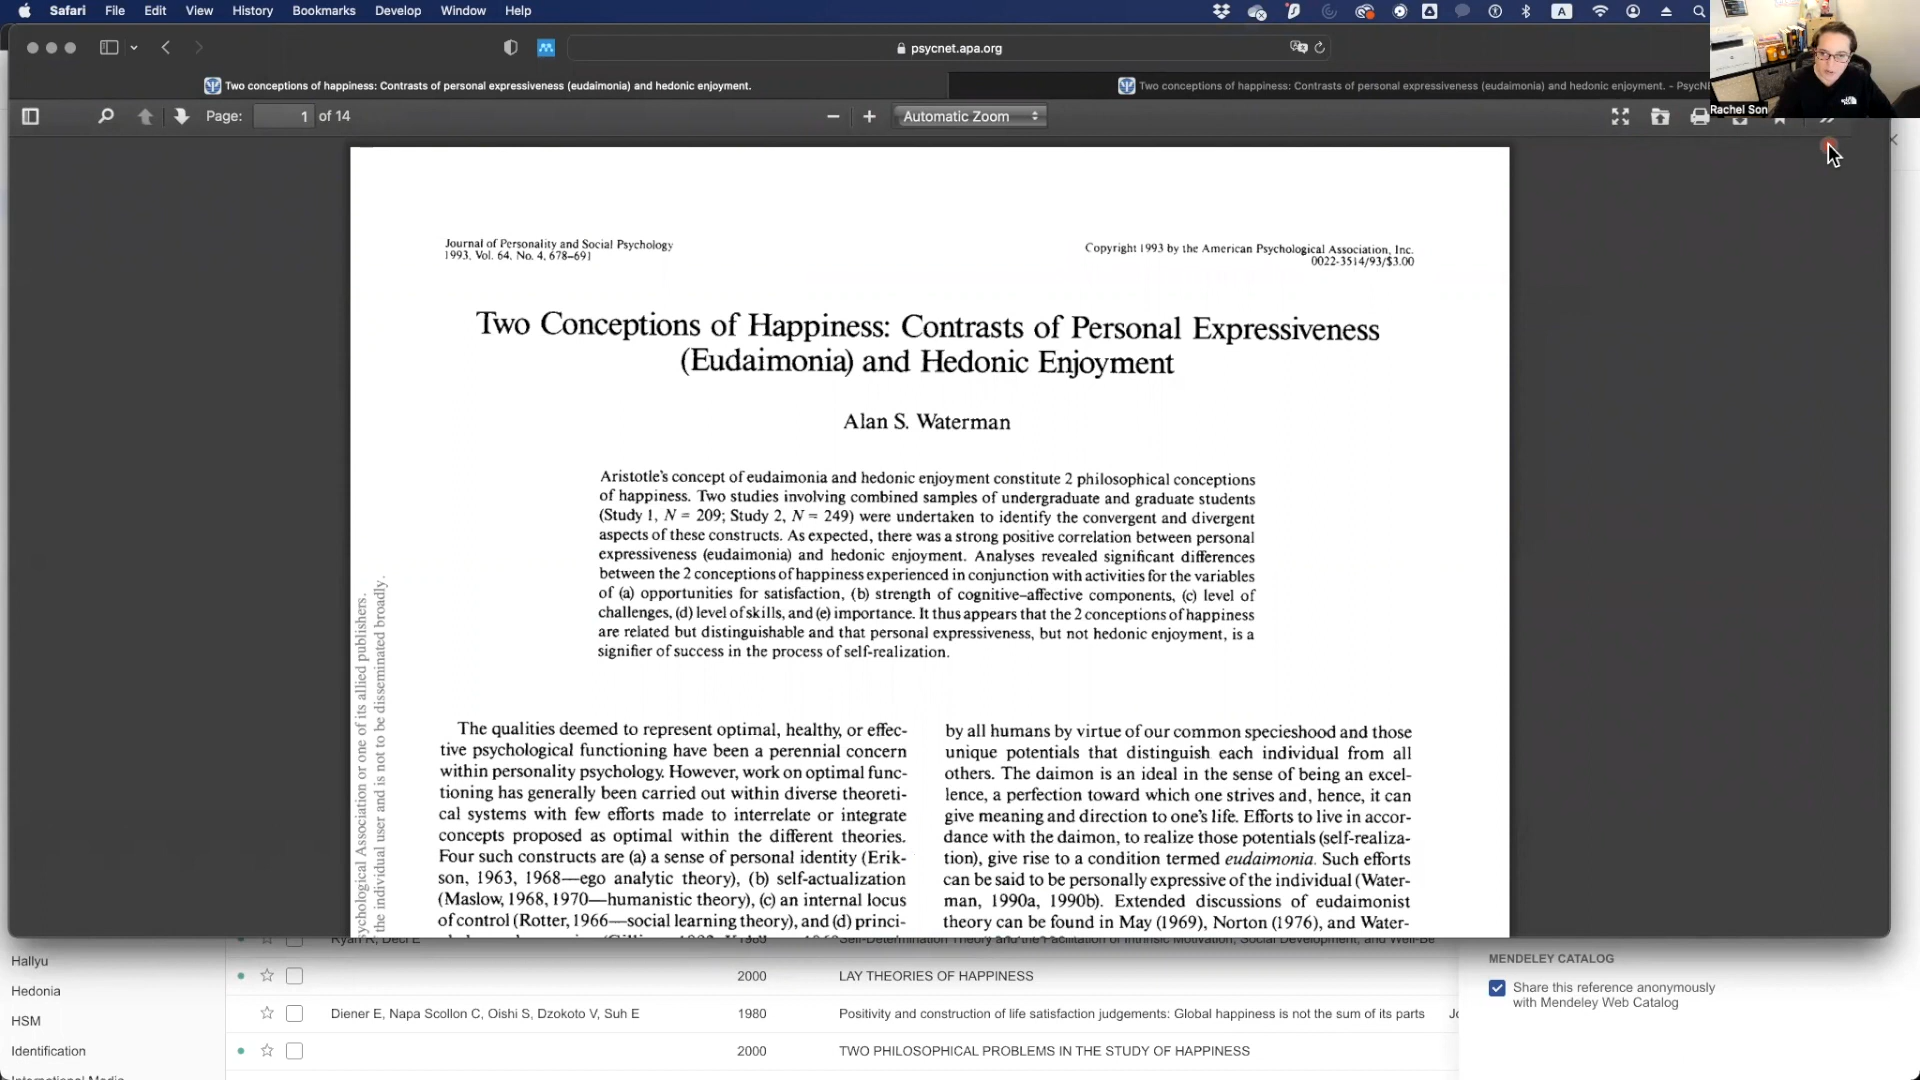 Safari File Edit View History Bookmarks Develop Window Help
psycnet.apa.org
Two conceptions of happiness: Contrasts of personal expressiveness (eudaimonia) and hedonic enjoyment.
Two conceptions of happiness: Contrasts of personal expressiveness (eudaimonia) and hedonic enjoyment. -
Rachel Son
Page: 1 of 14
Automatic Zoom
Journal of Personality and Social Psychology
1993, Vol. 64, No. 4, 678–691
Copyright 1993 by the American Psychological Association, Inc.
0022-3514/93/$3.00
Two Conceptions of Happiness: Contrasts of Personal Expressiveness
(Eudaimonia) and Hedonic Enjoyment
Alan S. Waterman
Aristotle's concept of eudaimonia and hedonic enjoyment constitute 2 philosophical conceptions
of happiness. Two studies involving combined samples of undergraduate and graduate students
(Study 1, N = 209; Study 2, N = 249) were undertaken to identify the convergent and divergent
aspects of these constructs. As expected, there was a strong positive correlation between personal
expressiveness (eudaimonia) and hedonic enjoyment. Analyses revealed significant differences
between the 2 conceptions of happiness experienced in conjunction with activities for the variables
of (a) opportunities for satisfaction, (b) strength of cognitive–affective components, (c) level of
challenges, (d) level of skills, and (e) importance. It thus appears that the 2 conceptions of happiness
are related but distinguishable and that personal expressiveness, but not hedonic enjoyment, is a
signifier of success in the process of self-realization.
ychological Association or one of its allied publishers.
the individual user and is not to be disseminated broadly.
The qualities deemed to represent optimal, healthy, or effec-
tive psychological functioning have been a perennial concern
within personality psychology. However, work on optimal func-
tioning has generally been carried out within diverse theoreti-
cal systems with few efforts made to interrelate or integrate
concepts proposed as optimal within the different theories.
Four such constructs are (a) a sense of personal identity (Erik-
son, 1963, 1968—ego analytic theory), (b) self-actualization
(Maslow, 1968, 1970—humanistic theory), (c) an internal locus
of control (Rotter, 1966—social learning theory), and (d) princi-
by all humans by virtue of our common specieshood and those
unique potentials that distinguish each individual from all
others. The daimon is an ideal in the sense of being an excel-
lence, a perfection toward which one strives and, hence, it can
give meaning and direction to one's life. Efforts to live in accor-
dance with the daimon, to realize those potentials (self-realiza-
tion), give rise to a condition termed eudaimonia. Such efforts
can be said to be personally expressive of the individual (Water-
man, 1990a, 1990b). Extended discussions of eudaimonist
theory can be found in May (1969), Norton (1976), and Water-
Hallyu
Hedonia
HSM
Identification
2000 LAY THEORIES OF HAPPINESS
Diener E, Napa Scollon C, Oishi S, Dzokoto V, Suh E 1980 Positivity and construction of life satisfaction judgements: Global happiness is not the sum of its parts
2000 TWO PHILOSOPHICAL PROBLEMS IN THE STUDY OF HAPPINESS
MENDELEY CATALOG
Share this reference anonymously
with Mendeley Web Catalog